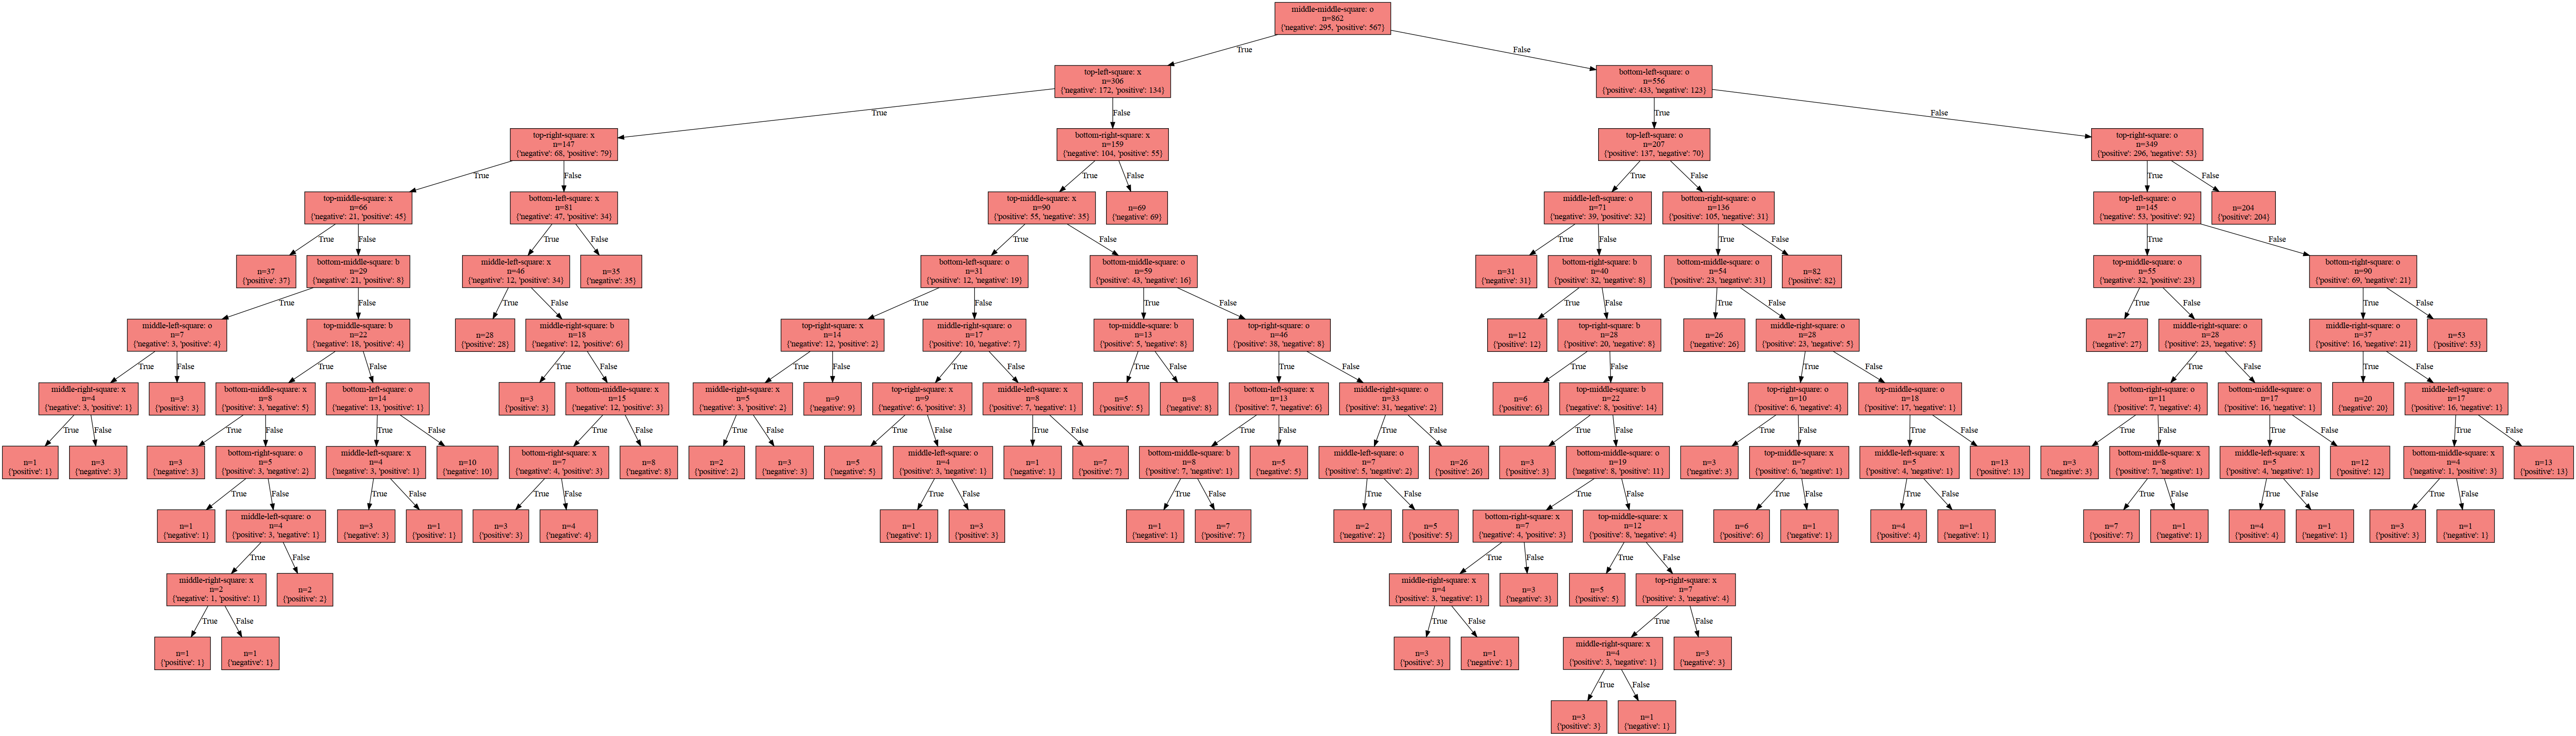 middle-middle-square: o
n=862
{'negative': 295, 'positive': 567}
True
False
top-left-square: x
n=306
{'negative': 172, 'positive': 134}
bottom-left-square: o
n=556
{'positive': 433, 'negative': 123}
True
False
True
False
top-right-square: x
n=147
{'negative': 68, 'positive': 79}
bottom-right-square: x
n=159
{'negative': 104, 'positive': 55}
top-left-square: o
n=207
{'positive': 137, 'negative': 70}
top-right-square: o
n=349
{'positive': 296, 'negative': 53}
True
False
True
False
True
False
True
False
top-middle-square: x
n=66
{'negative': 21, 'positive': 45}
bottom-left-square: x
n=81
{'negative': 47, 'positive': 34}
top-middle-square: x
n=90
{'positive': 55, 'negative': 35}
n=69
{'negative': 69}
middle-left-square: o
n=71
{'negative': 39, 'positive': 32}
bottom-right-square: o
n=136
{'positive': 105, 'negative': 31}
top-left-square: o
n=145
{'negative': 53, 'positive': 92}
n=204
{'positive': 204}
True
False
True
False
True
False
True
False
True
False
True
False
n=37
{'positive': 37}
bottom-middle-square: b
n=29
{'negative': 21, 'positive': 8}
middle-left-square: x
n=46
{'negative': 12, 'positive': 34}
n=35
{'negative': 35}
bottom-left-square: o
n=31
{'positive': 12, 'negative': 19}
bottom-middle-square: o
n=59
{'positive': 43, 'negative': 16}
n=31
{'negative': 31}
bottom-right-square: b
n=40
{'positive': 32, 'negative': 8}
bottom-middle-square: o
n=54
{'positive': 23, 'negative': 31}
n=82
{'positive': 82}
top-middle-square: o
n=55
{'negative': 32, 'positive': 23}
bottom-right-square: o
n=90
{'positive': 69, 'negative': 21}
True
False
True
False
True
False
True
False
True
False
True
False
True
False
True
False
middle-left-square: o
n=7
{'negative': 3, 'positive': 4}
top-middle-square: b
n=22
{'negative': 18, 'positive': 4}
n=28
{'positive': 28}
middle-right-square: b
n=18
{'negative': 12, 'positive': 6}
top-right-square: x
n=14
{'negative': 12, 'positive': 2}
middle-right-square: o
n=17
{'positive': 10, 'negative': 7}
top-middle-square: b
n=13
{'positive': 5, 'negative': 8}
top-right-square: o
n=46
{'positive': 38, 'negative': 8}
n=12
{'positive': 12}
top-right-square: b
n=28
{'positive': 20, 'negative': 8}
n=26
{'negative': 26}
middle-right-square: o
n=28
{'positive': 23, 'negative': 5}
n=27
{'negative': 27}
middle-right-square: o
n=28
{'positive': 23, 'negative': 5}
middle-right-square: o
n=37
{'positive': 16, 'negative': 21}
n=53
{'positive': 53}
True
False
True
False
True
False
True
False
True
False
True
False
True
False
True
False
True
False
True
False
True
False
middle-right-square: x
n=4
{'negative': 3, 'positive': 1}
n=3
{'positive': 3}
bottom-middle-square: x
n=8
{'positive': 3, 'negative': 5}
bottom-left-square: o
n=14
{'negative': 13, 'positive': 1}
n=3
{'positive': 3}
bottom-middle-square: x
n=15
{'negative': 12, 'positive': 3}
middle-right-square: x
n=5
{'negative': 3, 'positive': 2}
n=9
{'negative': 9}
top-right-square: x
n=9
{'negative': 6, 'positive': 3}
middle-left-square: x
n=8
{'positive': 7, 'negative': 1}
n=5
{'positive': 5}
n=8
{'negative': 8}
bottom-left-square: x
n=13
{'positive': 7, 'negative': 6}
middle-right-square: o
n=33
{'positive': 31, 'negative': 2}
n=6
{'positive': 6}
top-middle-square: b
n=22
{'negative': 8, 'positive': 14}
top-right-square: o
n=10
{'positive': 6, 'negative': 4}
top-middle-square: o
n=18
{'positive': 17, 'negative': 1}
bottom-right-square: o
n=11
{'positive': 7, 'negative': 4}
bottom-middle-square: o
n=17
{'positive': 16, 'negative': 1}
n=20
{'negative': 20}
middle-left-square: o
n=17
{'positive': 16, 'negative': 1}
True
False
True
False
True
False
True
False
True
False
True
False
True
False
True
False
True
False
True
False
True
False
True
False
True
False
True
False
True
False
n=1
{'positive': 1}
n=3
{'negative': 3}
n=3
{'negative': 3}
bottom-right-square: o
n=5
{'positive': 3, 'negative': 2}
middle-left-square: x
n=4
{'negative': 3, 'positive': 1}
n=10
{'negative': 10}
bottom-right-square: x
n=7
{'negative': 4, 'positive': 3}
n=8
{'negative': 8}
n=2
{'positive': 2}
n=3
{'negative': 3}
n=5
{'negative': 5}
middle-left-square: o
n=4
{'positive': 3, 'negative': 1}
n=1
{'negative': 1}
n=7
{'positive': 7}
bottom-middle-square: b
n=8
{'positive': 7, 'negative': 1}
n=5
{'negative': 5}
middle-left-square: o
n=7
{'positive': 5, 'negative': 2}
n=26
{'positive': 26}
n=3
{'positive': 3}
bottom-middle-square: o
n=19
{'negative': 8, 'positive': 11}
n=3
{'negative': 3}
top-middle-square: x
n=7
{'positive': 6, 'negative': 1}
middle-left-square: x
n=5
{'positive': 4, 'negative': 1}
n=13
{'positive': 13}
n=3
{'negative': 3}
bottom-middle-square: x
n=8
{'positive': 7, 'negative': 1}
middle-left-square: x
n=5
{'positive': 4, 'negative': 1}
n=12
{'positive': 12}
bottom-middle-square: x
n=4
{'negative': 1, 'positive': 3}
n=13
{'positive': 13}
True
False
True
False
True
False
True
False
True
False
True
False
True
False
True
False
True
False
True
False
True
False
True
False
n=1
{'negative': 1}
middle-left-square: o
n=4
{'positive': 3, 'negative': 1}
n=3
{'negative': 3}
n=1
{'positive': 1}
n=3
{'positive': 3}
n=4
{'negative': 4}
n=1
{'negative': 1}
n=3
{'positive': 3}
n=1
{'negative': 1}
n=7
{'positive': 7}
n=2
{'negative': 2}
n=5
{'positive': 5}
bottom-right-square: x
n=7
{'negative': 4, 'positive': 3}
top-middle-square: x
n=12
{'positive': 8, 'negative': 4}
n=6
{'positive': 6}
n=1
{'negative': 1}
n=4
{'positive': 4}
n=1
{'negative': 1}
n=7
{'positive': 7}
n=1
{'negative': 1}
n=4
{'positive': 4}
n=1
{'negative': 1}
n=3
{'positive': 3}
n=1
{'negative': 1}
True
False
True
False
True
False
middle-right-square: x
n=2
{'negative': 1, 'positive': 1}
n=2
{'positive': 2}
middle-right-square: x
n=4
{'positive': 3, 'negative': 1}
n=3
{'negative': 3}
n=5
{'positive': 5}
top-right-square: x
n=7
{'positive': 3, 'negative': 4}
True
False
True
False
True
False
n=1
{'positive': 1}
n=1
{'negative': 1}
n=3
{'positive': 3}
n=1
{'negative': 1}
middle-right-square: x
n=4
{'positive': 3, 'negative': 1}
n=3
{'negative': 3}
True
False
n=3
{'positive': 3}
n=1
{'negative': 1}